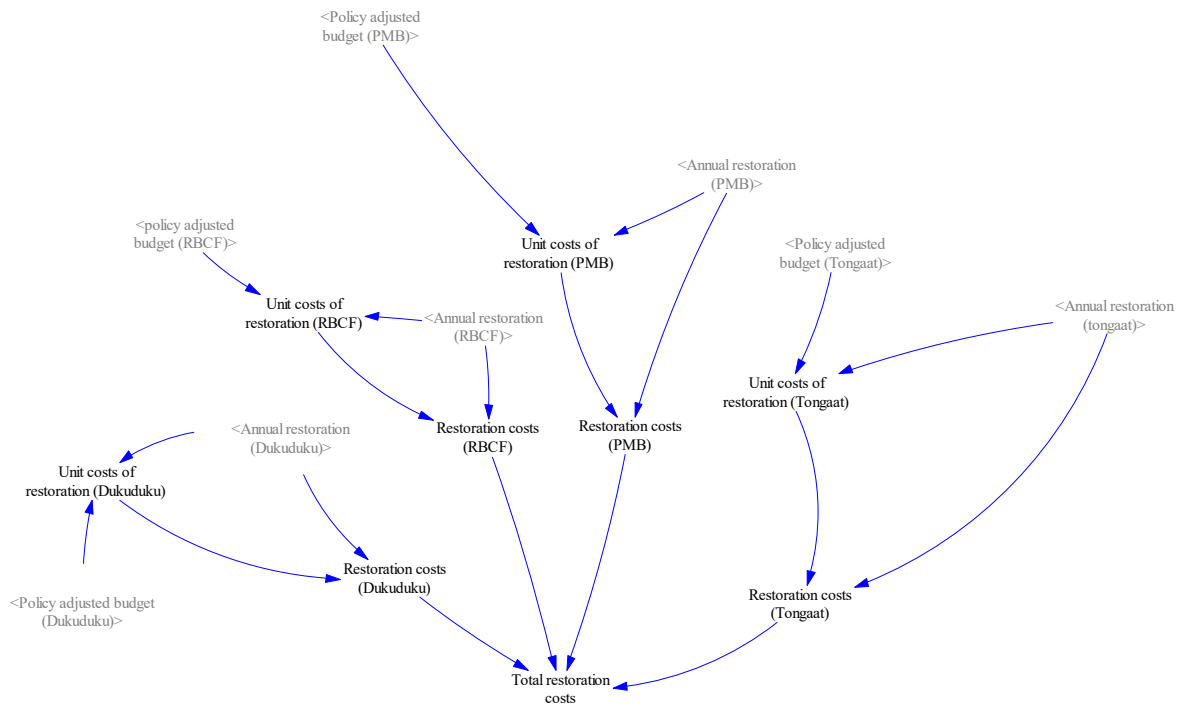 <Policy adjusted
budget (PMB)>
<Annual restoration
(PMB)>
<policy adjusted
budget (RBCF)>
Unit costs of
restoration (PMB)
<Policy adjusted
budget (Tongaat)>
Unit costs of
restoration (RBCF)
<Annual restoration
(RBCF)>
<Annual restoration
(tongaat)>
Unit costs of
restoration (Tongaat)
<Annual restoration
(Dukuduku)>
Restoration costs
(RBCF)
Restoration costs
(PMB)
Unit costs of
restoration (Dukuduku)
Restoration costs
(Dukuduku)
<Policy adjusted budget
(Dukuduku)>
Restoration costs
(Tongaat)
Total restoration
costs